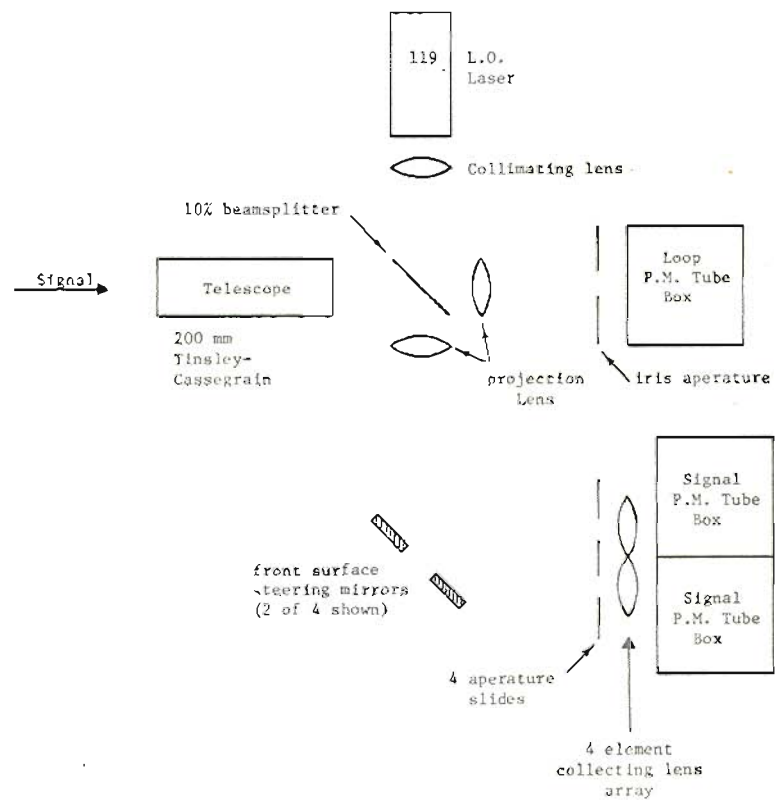 119
L.O.
Laser
Collimating lens
10% beamsplitter
Signal
Telescope
Loop
P.M. Tube
Box
200 mm
Tinsley-
Cassegrain
projection
Lens
iris aperature
Signal
P.M. Tube
Box
front surface
steering mirrors
(2 of 4 shown)
Signal
P.M. Tube
Box
4 aperature
slides
4 element
collecting lens
array